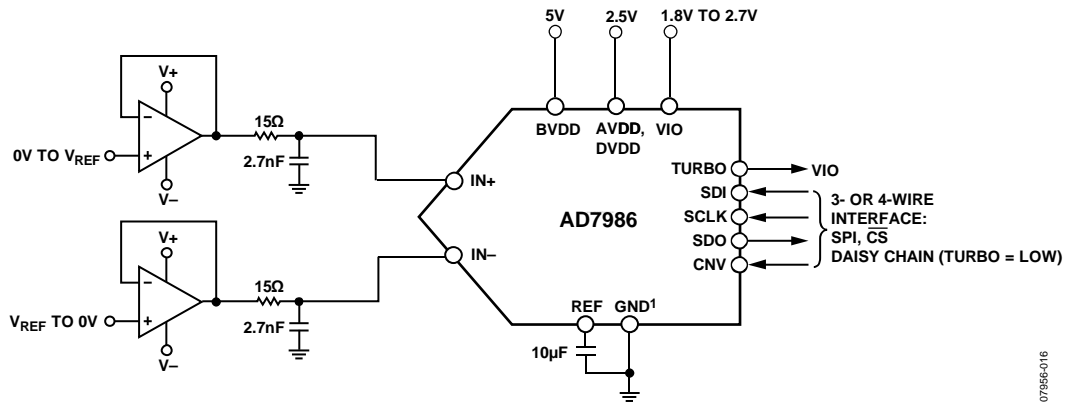 5V
2.5V
1.8V TO 2.7V
BVDD
AVDD,
DVDD
VIO
V+
−
+
0V TO VREF
V−
15Ω
2.7nF
IN+
V+
−
+
VREF TO 0V
V−
15Ω
2.7nF
IN−
AD7986
TURBO
VIO
SDI
SCLK
SDO
CNV
3- OR 4-WIRE
INTERFACE:
SPI, CS
DAISY CHAIN (TURBO = LOW)
REF
GND1
10µF
07956-016